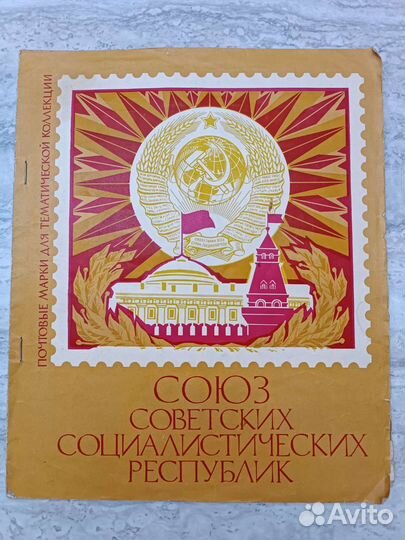 ПОЧТОВЫЕ МАРКИ ДЛЯ ТЕМАТИЧЕСКОЙ КОЛЛЕКЦИИ
СОЮЗ
СОВЕТСКИХ
СОЦИАЛИСТИЧЕСКИХ
РЕСПУБЛИК
Avito